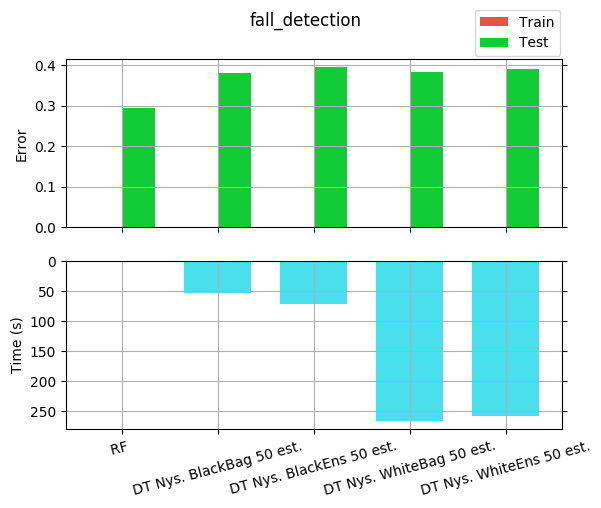 fall_detection
Train
Test
0.4
0.3
0.2
0.1
0.0
Error
0
50
100
150
200
250
Time (s)
RF
DT Nys. BlackBag 50 est.
DT Nys. BlackEns 50 est.
DT Nys. WhiteBag 50 est.
DT Nys. WhiteEns 50 est.